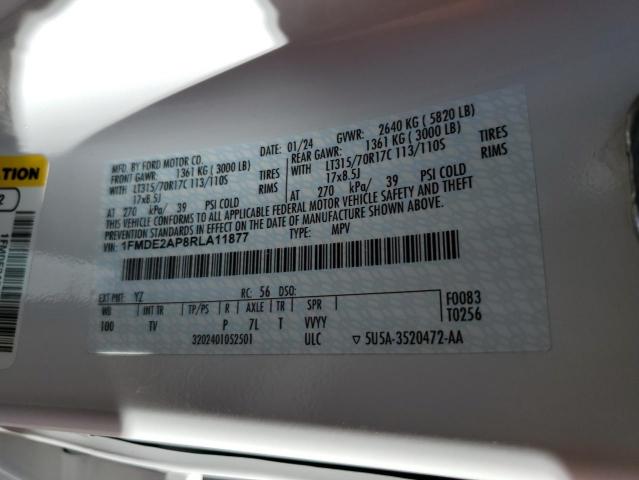 TION
2
MFD. BY FORD MOTOR CO.
DATE: 01/24 GVWR: 2640 KG ( 5820 LB)
FRONT GAWR: 1361 KG ( 3000 LB)
REAR GAWR: 1361 KG ( 3000 LB)
WITH LT315/70R17C 113/110S TIRES
WITH LT315/70R17C 113/110S TIRES
17x8.5J RIMS
17x8.5J RIMS
AT 270 kPa/ 39 PSI COLD
AT 270 kPa/ 39 PSI COLD
THIS VEHICLE CONFORMS TO ALL APPLICABLE FEDERAL MOTOR VEHICLE SAFETY AND THEFT
PREVENTION STANDARDS IN EFFECT ON THE DATE OF MANUFACTURE SHOWN ABOVE.
VIN: 1FMDE2AP8RLA11877 TYPE: MPV
EXT PNT: YZ RC: 56 DSO:
WB INT TR TP/PS R AXLE TR SPR F0083
100 TV P 7L T VVYY T0256
3202401052501 ULC ▽ 5U5A-3520472-AA